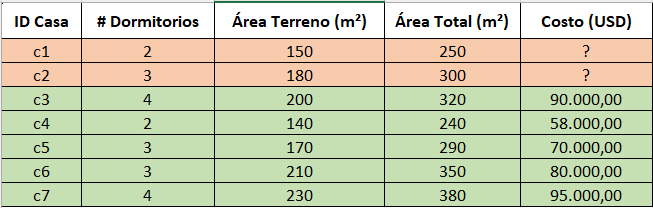 ID Casa # Dormitorios Área Terreno (m²) Área Total (m²) Costo (USD)
c1 2 150 250 ?
c2 3 180 300 ?
c3 4 200 320 90.000,00
c4 2 140 240 58.000,00
c5 3 170 290 70.000,00
c6 3 210 350 80.000,00
c7 4 230 380 95.000,00